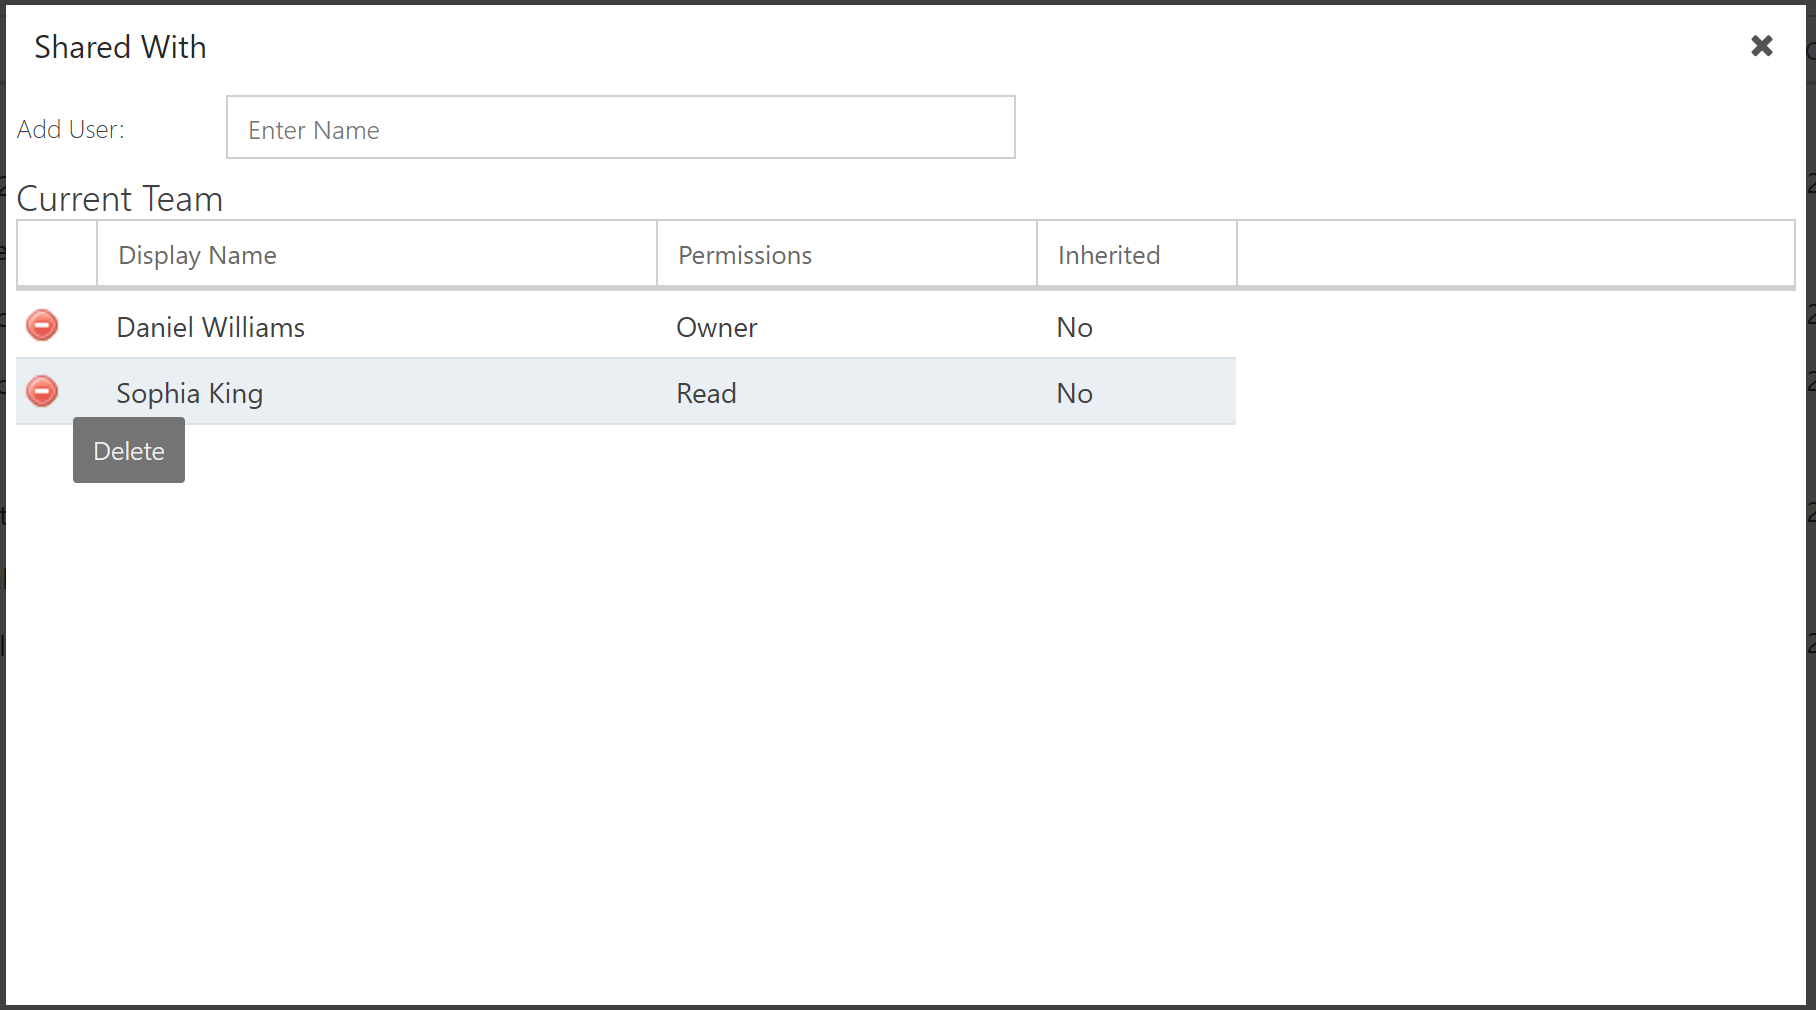 Shared With
Add User: Enter Name
Current Team
Display Name Permissions Inherited
Daniel Williams Owner No
Sophia King Read No
Delete